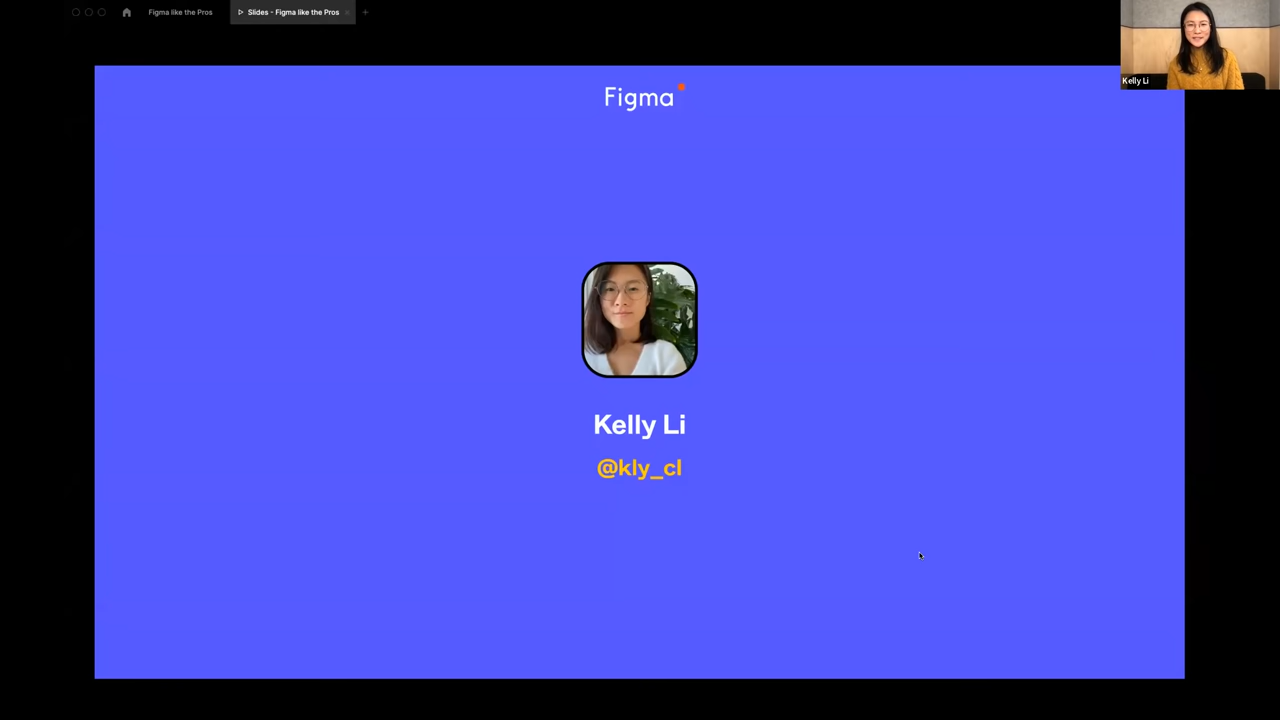 Figma like the Pros
Slides - Figma like the Pros
Kelly Li
Figma
Kelly Li
@kly_cl